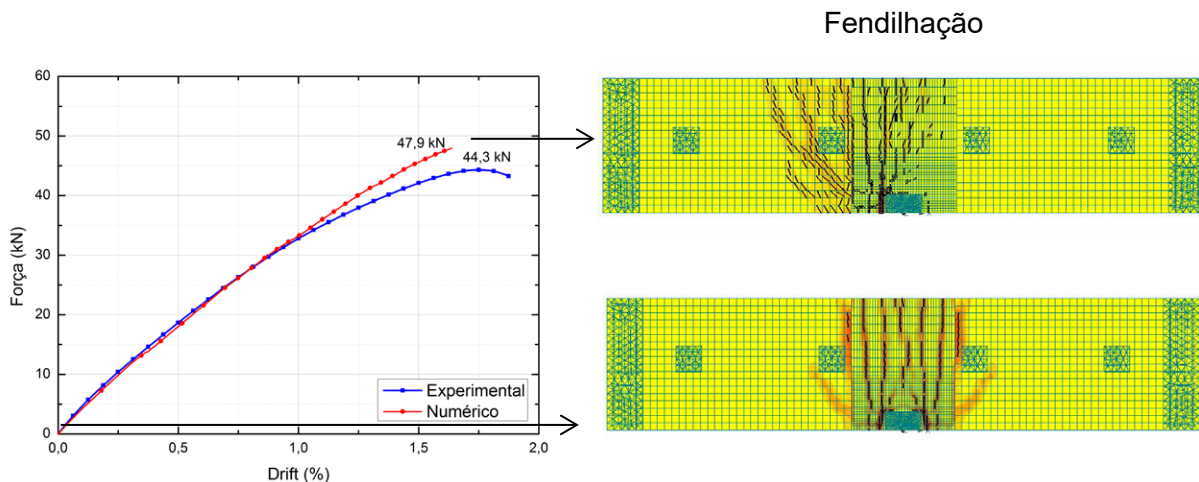 Fendilhação
60
50
40
30
20
10
0
Força (kN)
47,9 kN
44,3 kN
Experimental
Numérico
0,0 0,5 1,0 1,5 2,0
Drift (%)